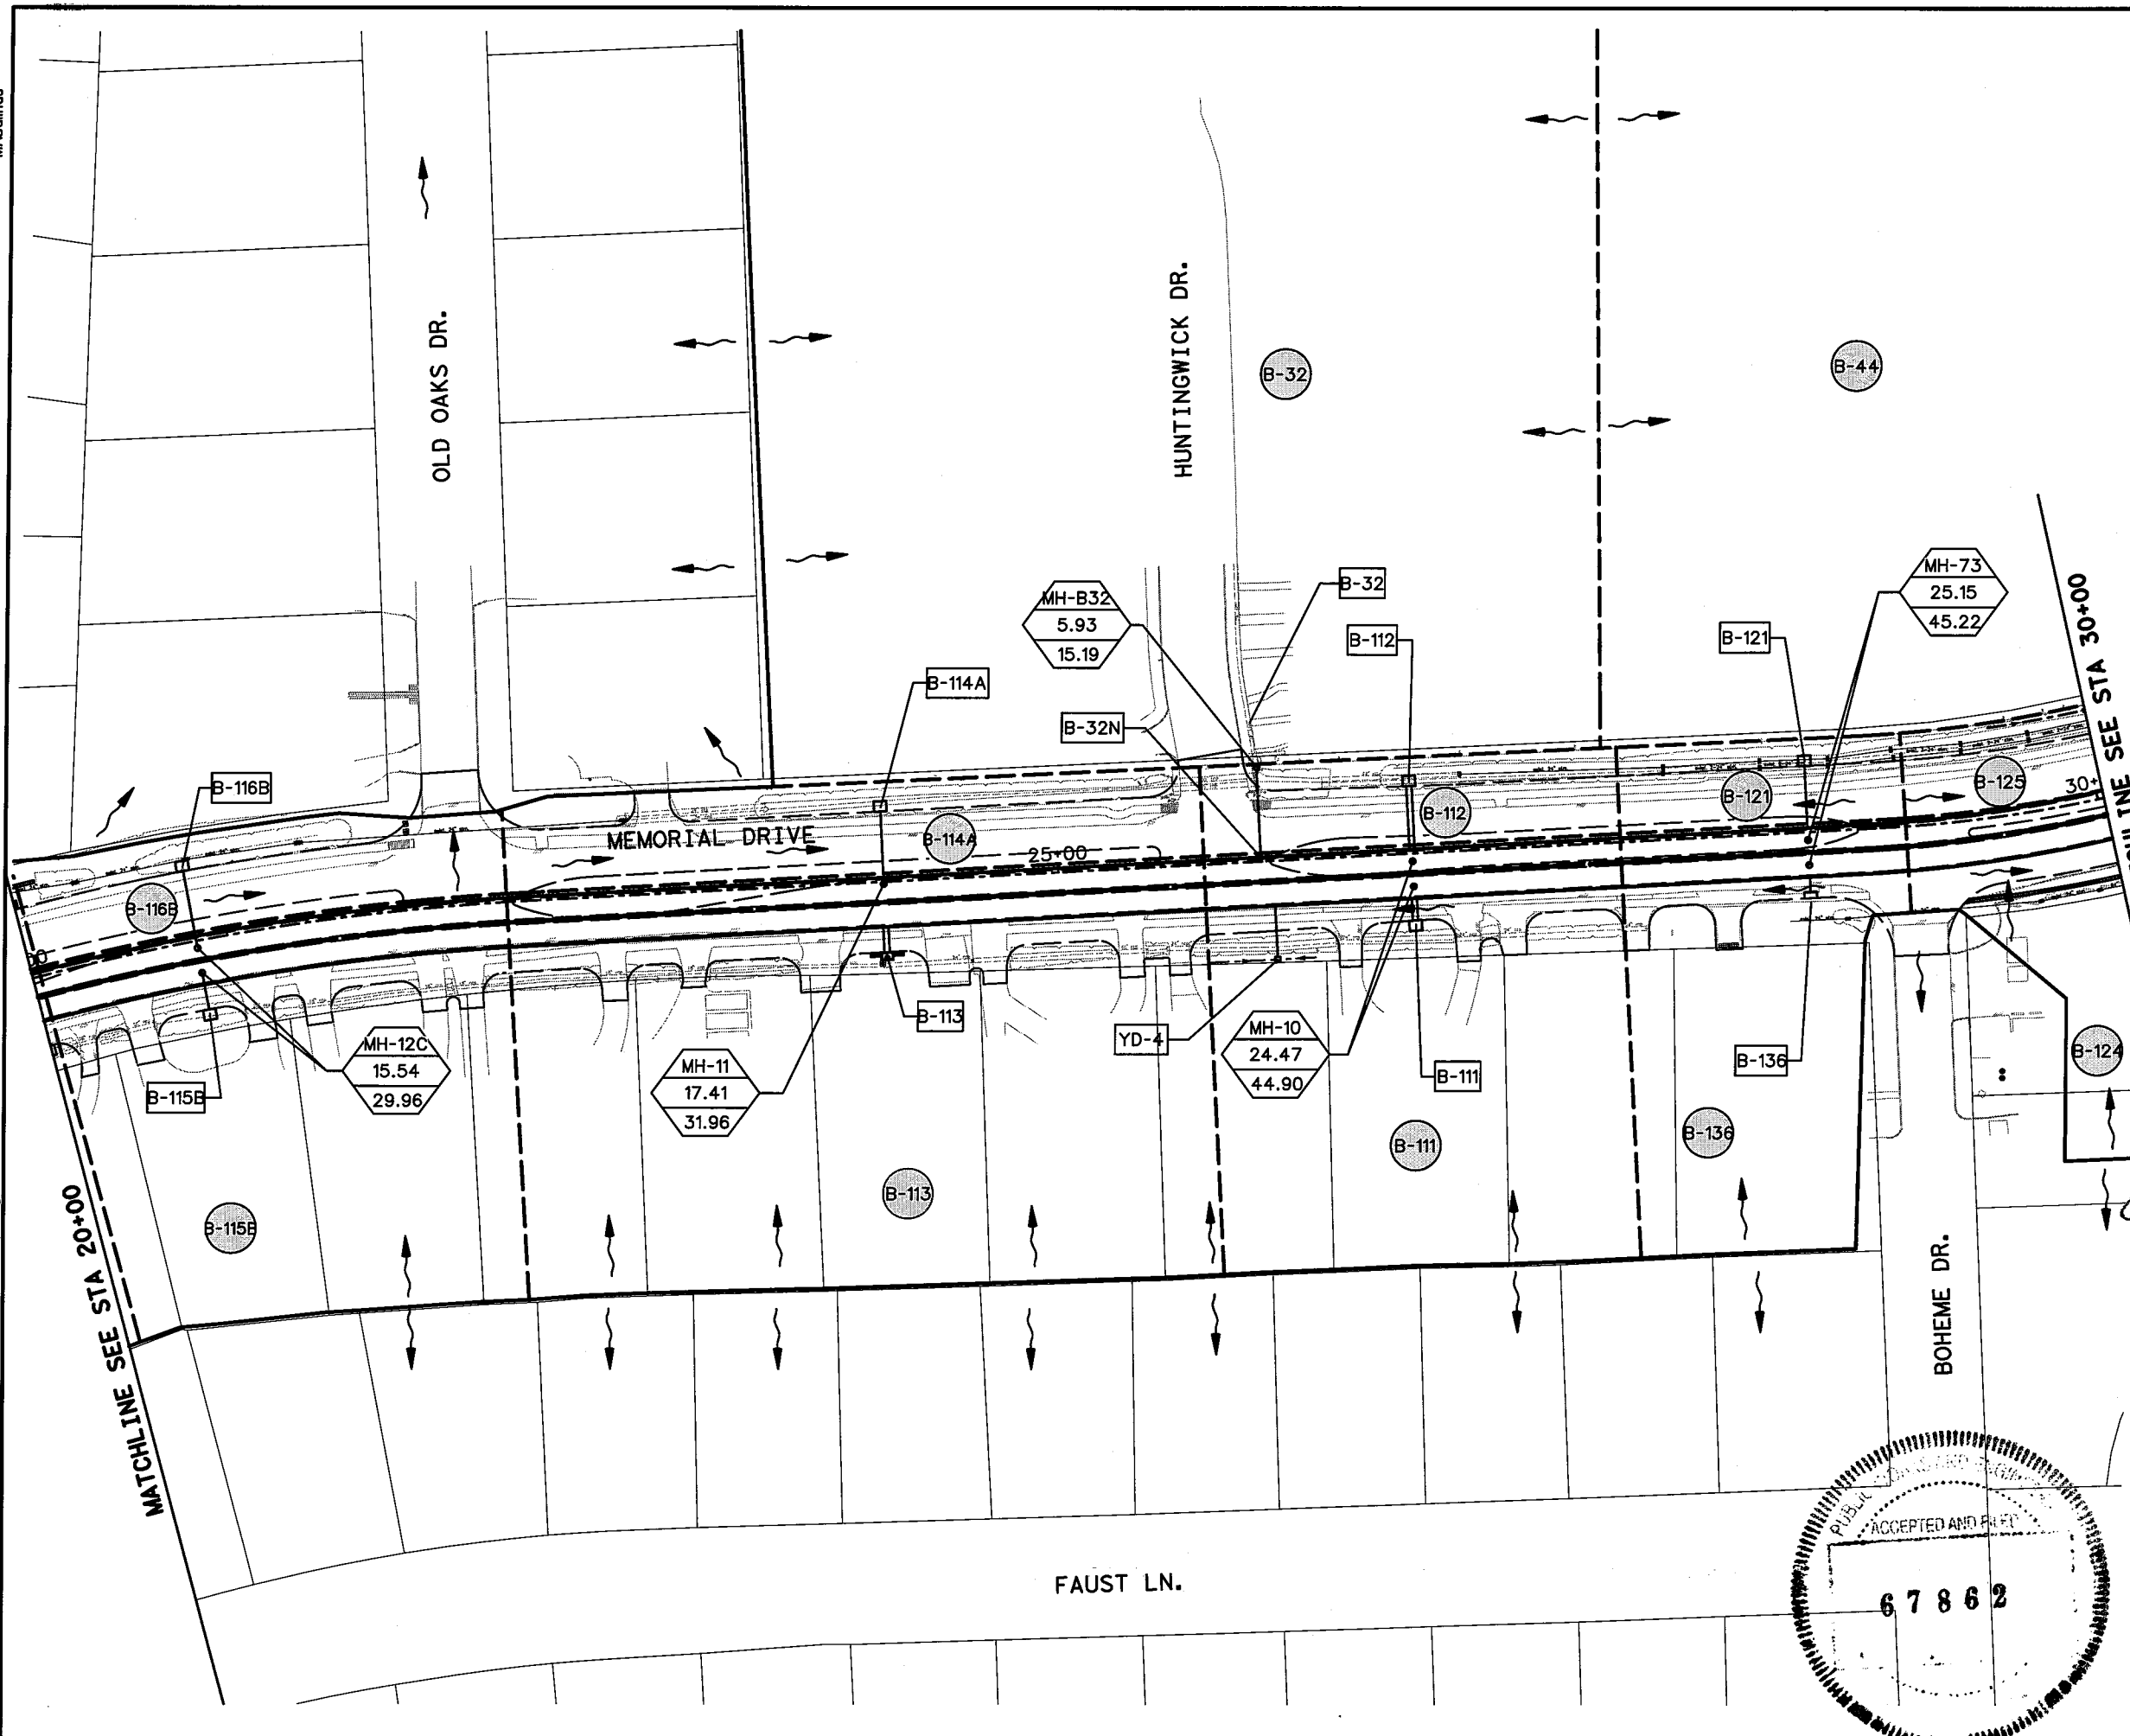 OLD OAKS DR.
HUNTINGWICK DR.
B-32
B-44
MH-B32
5.93
15.19
B-32
B-112
B-121
MH-73
25.15
45.22
B-114A
B-32N
B-116B
MEMORIAL DRIVE
B-114A
25+00
B-112
B-121
B-125
30+
B-116B
MATCHLINE SEE STA 30+00
B-115B
MH-12C
15.54
29.96
MH-11
17.41
31.96
B-113
YD-4
MH-10
24.47
44.90
B-111
B-136
B-124
B-115B
B-113
B-111
B-136
MATCHLINE SEE STA 20+00
BOHEME DR.
FAUST LN.
ACCEPTED AND FILED
67862